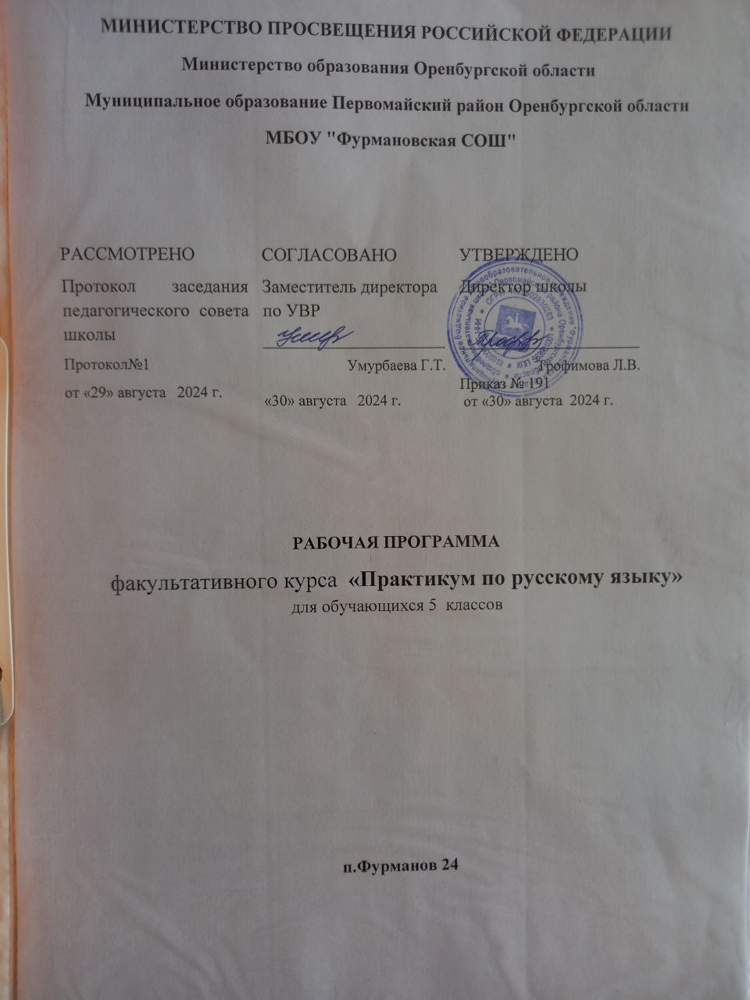 МИНИСТЕРСТВО ПРОСВЕЩЕНИЯ РОССИЙСКОЙ ФЕДЕРАЦИИ
Министерство образования Оренбургской области
Муниципальное образование Первомайский район Оренбургской области
МБОУ "Фурмановская СОШ"
РАССМОТРЕНО
Протокол заседания
педагогического совета
школы
Протокол№1
от «29» августа 2024 г.
СОГЛАСОВАНО
Заместитель директора
по УВР
Умурбаева Г.Т.
«30» августа 2024 г.
УТВЕРЖДЕНО
Директор школы
Трофимова Л.В.
Приказ № 191
от «30» августа 2024 г.
РАБОЧАЯ ПРОГРАММА
факультативного курса «Практикум по русскому языку»
для обучающихся 5 классов
п.Фурманов 24